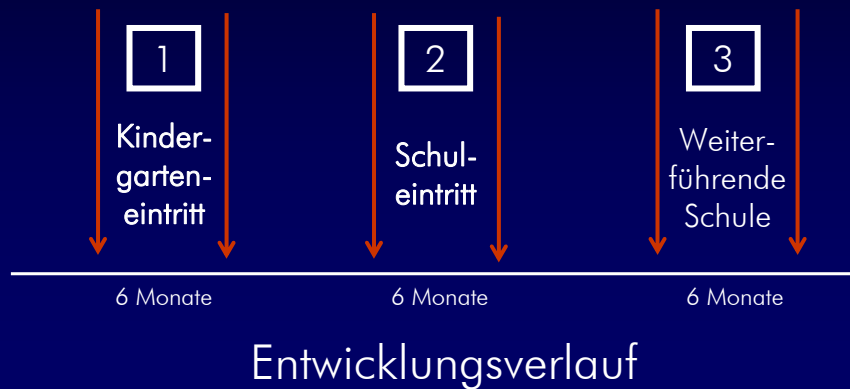 1
Kinder-
garten-
eintritt
2
Schul-
eintritt
3
Weiter-
führende
Schule
6 Monate
6 Monate
6 Monate
Entwicklungsverlauf